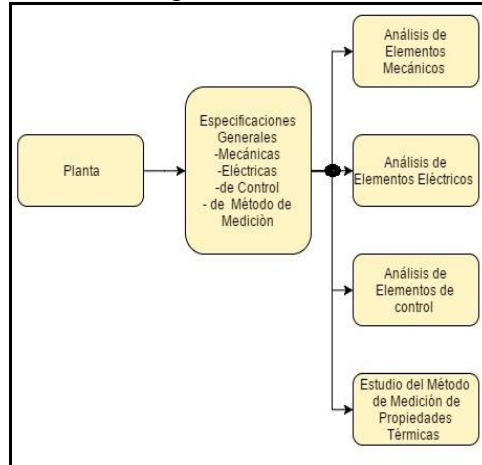 Planta
Especificaciones
Generales
-Mecánicas
-Eléctricas
-de Control
- de Método de
Mediciòn
Análisis de
Elementos
Mecánicos
Análisis de
Elementos Eléctricos
Análisis de
Elementos de
control
Estudio del Método
de Medición de
Propiedades
Térmicas